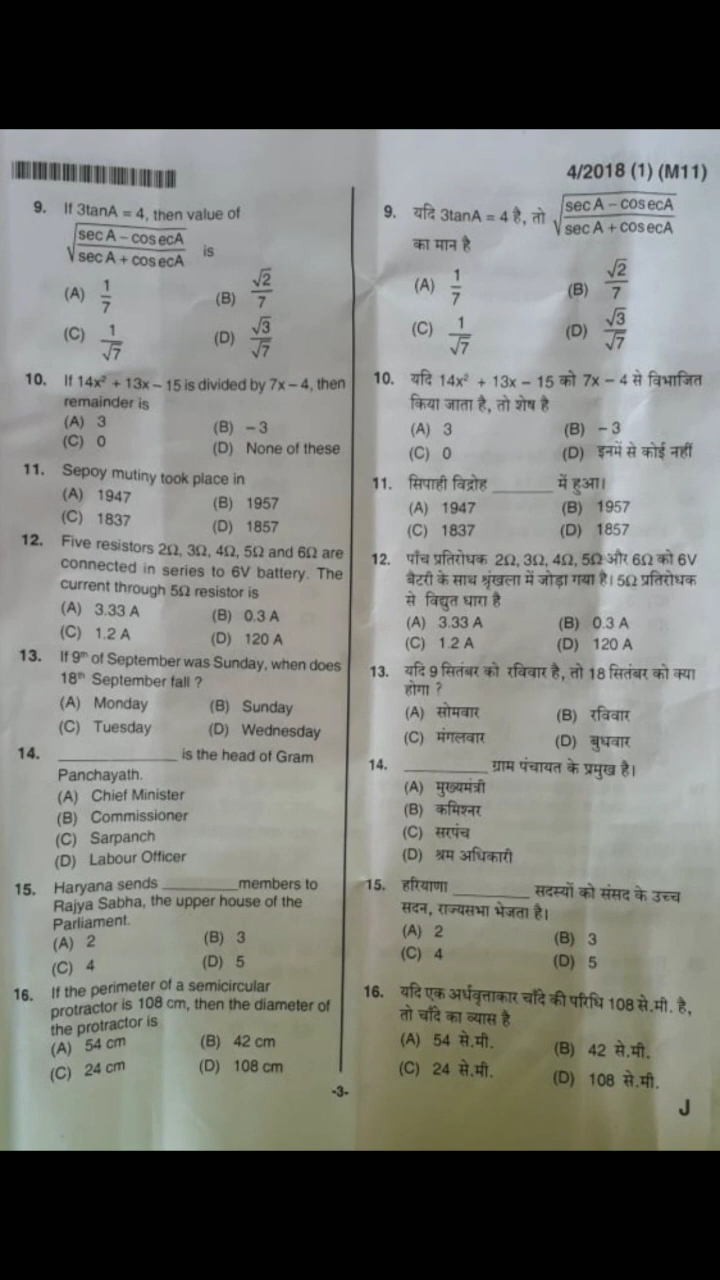 4/2018 (1) (M11)
9. If 3tanA = 4, then value of
√((sec A – cosecA)/(sec A + cosecA)) is
(A) 1/7 (B) √2/7
(C) 1/√7 (D) √3/√7
10. If 14x² + 13x – 15 is divided by 7x – 4, then
remainder is
(A) 3 (B) – 3
(C) 0 (D) None of these
11. Sepoy mutiny took place in
(A) 1947 (B) 1957
(C) 1837 (D) 1857
12. Five resistors 2Ω, 3Ω, 4Ω, 5Ω and 6Ω are
connected in series to 6V battery. The
current through 5Ω resistor is
(A) 3.33 A (B) 0.3 A
(C) 1.2 A (D) 120 A
13. If 9th of September was Sunday, when does
18th September fall ?
(A) Monday (B) Sunday
(C) Tuesday (D) Wednesday
14. ____________ is the head of Gram
Panchayath.
(A) Chief Minister
(B) Commissioner
(C) Sarpanch
(D) Labour Officer
15. Haryana sends ________members to
Rajya Sabha, the upper house of the
Parliament.
(A) 2 (B) 3
(C) 4 (D) 5
16. If the perimeter of a semicircular
protractor is 108 cm, then the diameter of
the protractor is
(A) 54 cm (B) 42 cm
(C) 24 cm (D) 108 cm
9. यदि 3tanA = 4 है, तो √((sec A – cosecA)/(sec A + cosecA))
का मान है
(A) 1/7 (B) √2/7
(C) 1/√7 (D) √3/√7
10. यदि 14x² + 13x – 15 को 7x – 4 से विभाजित
किया जाता है, तो शेष है
(A) 3 (B) – 3
(C) 0 (D) इनमें से कोई नहीं
11. सिपाही विद्रोह _______ में हुआ।
(A) 1947 (B) 1957
(C) 1837 (D) 1857
12. पाँच प्रतिरोधक 2Ω, 3Ω, 4Ω, 5Ω और 6Ω को 6V
बैटरी के साथ श्रृंखला में जोड़ा गया है। 5Ω प्रतिरोधक
से विद्युत धारा है
(A) 3.33 A (B) 0.3 A
(C) 1.2 A (D) 120 A
13. यदि 9 सितंबर को रविवार है, तो 18 सितंबर को क्या
होगा ?
(A) सोमवार (B) रविवार
(C) मंगलवार (D) बुधवार
14. _________ ग्राम पंचायत के प्रमुख है।
(A) मुख्यमंत्री
(B) कमिश्नर
(C) सरपंच
(D) श्रम अधिकारी
15. हरियाणा ________ सदस्यों को संसद के उच्च
सदन, राज्यसभा भेजता है।
(A) 2 (B) 3
(C) 4 (D) 5
16. यदि एक अर्धवृत्ताकार चाँदे की परिधि 108 से.मी. है,
तो चाँदे का व्यास है
(A) 54 से.मी. (B) 42 से.मी.
(C) 24 से.मी. (D) 108 से.मी.
-3-
J